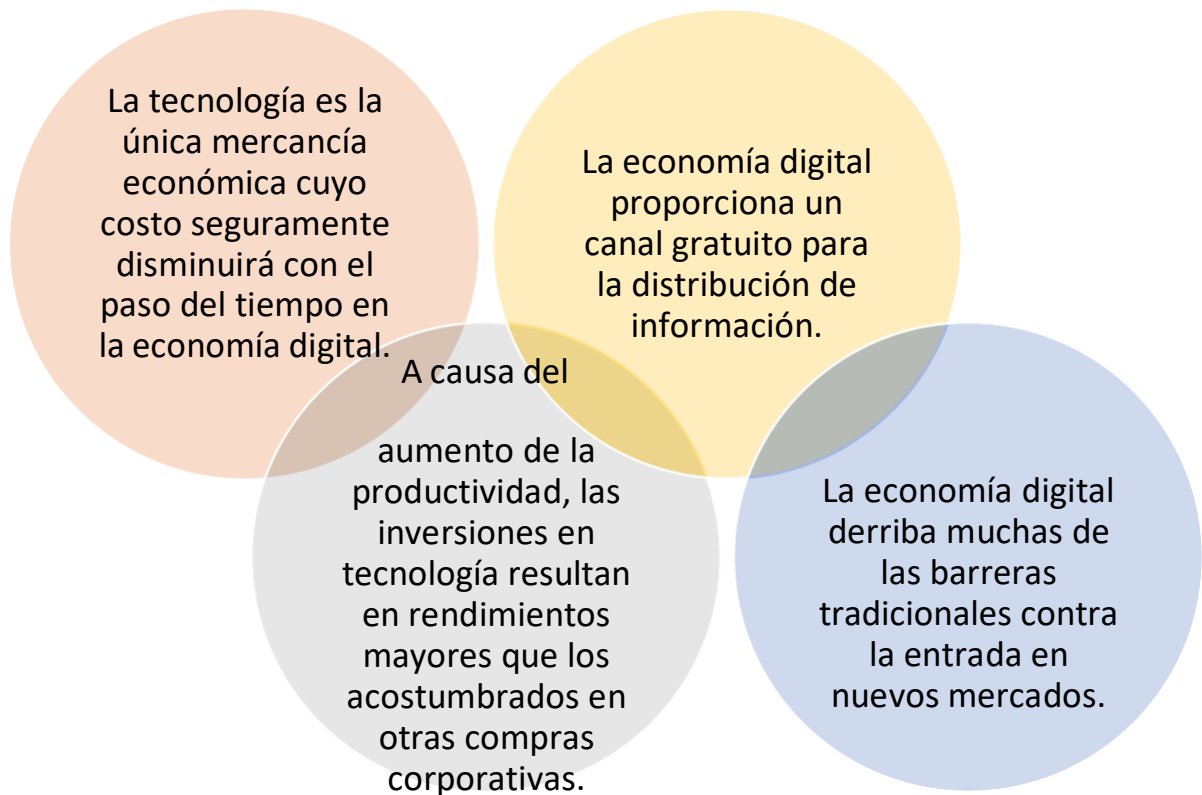 La tecnología es la
única mercancía
económica cuyo
costo seguramente
disminuirá con el
paso del tiempo en
la economía digital.
A causa del
aumento de la
productividad, las
inversiones en
tecnología resultan
en rendimientos
mayores que los
acostumbrados en
otras compras
corporativas.
La economía digital
proporciona un
canal gratuito para
la distribución de
información.
La economía digital
derriba muchas de
las barreras
tradicionales contra
la entrada en
nuevos mercados.